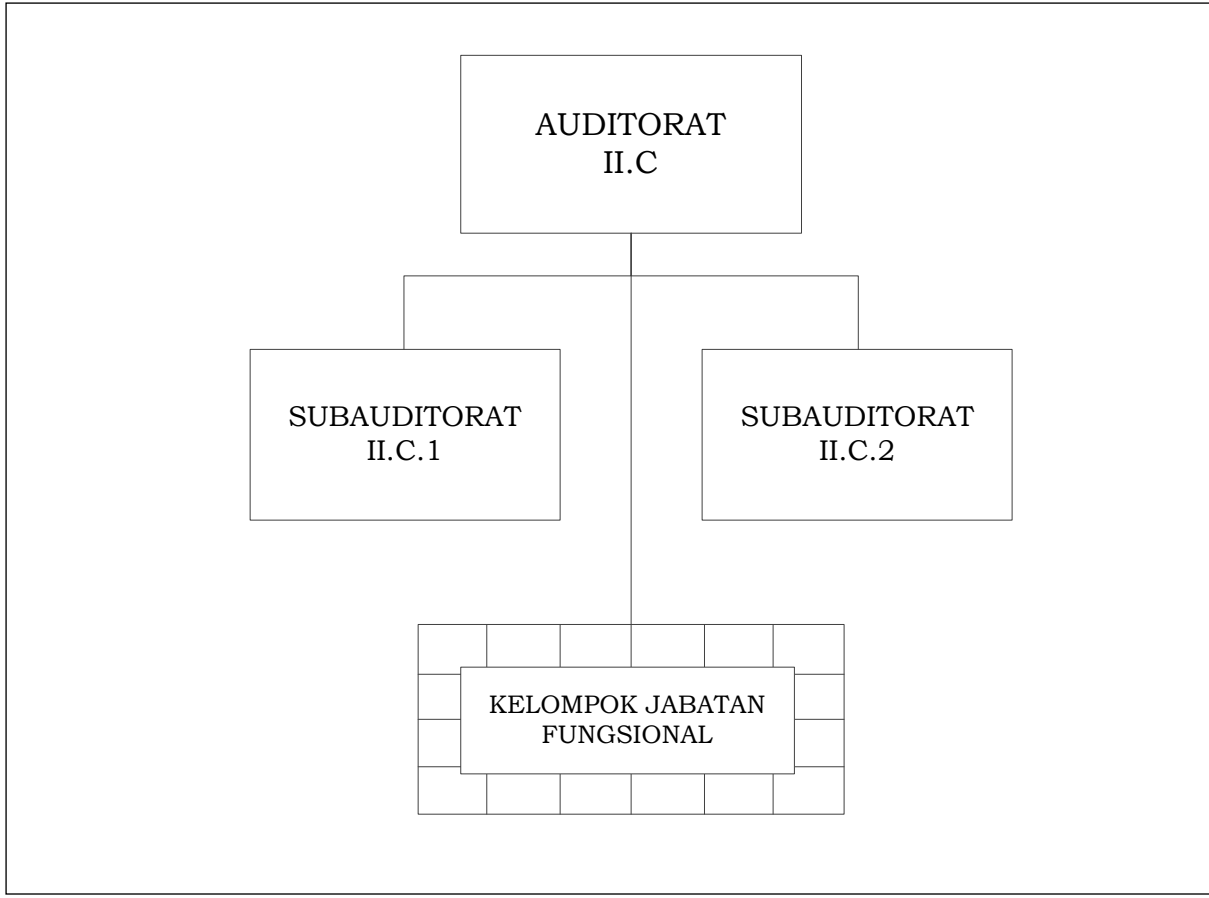 AUDITORAT
II.C
SUBAUDITORAT
II.C.1
SUBAUDITORAT
II.C.2
KELOMPOK JABATAN
FUNGSIONAL